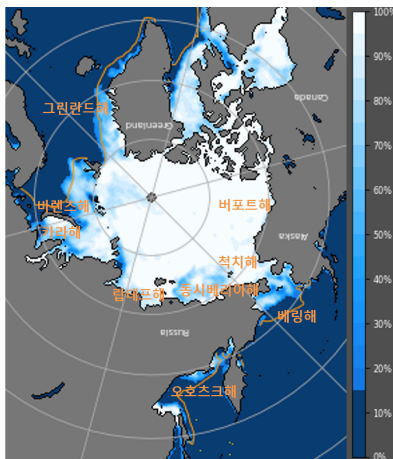 100%
90%
80%
70%
60%
50%
40%
30%
20%
10%
0%
그린란드해
Greenland
Canada
바렌츠해
버포트해
카라해
Alaska
척치해
랍테프해
동시베리아해
베링해
Russia
오호츠크해